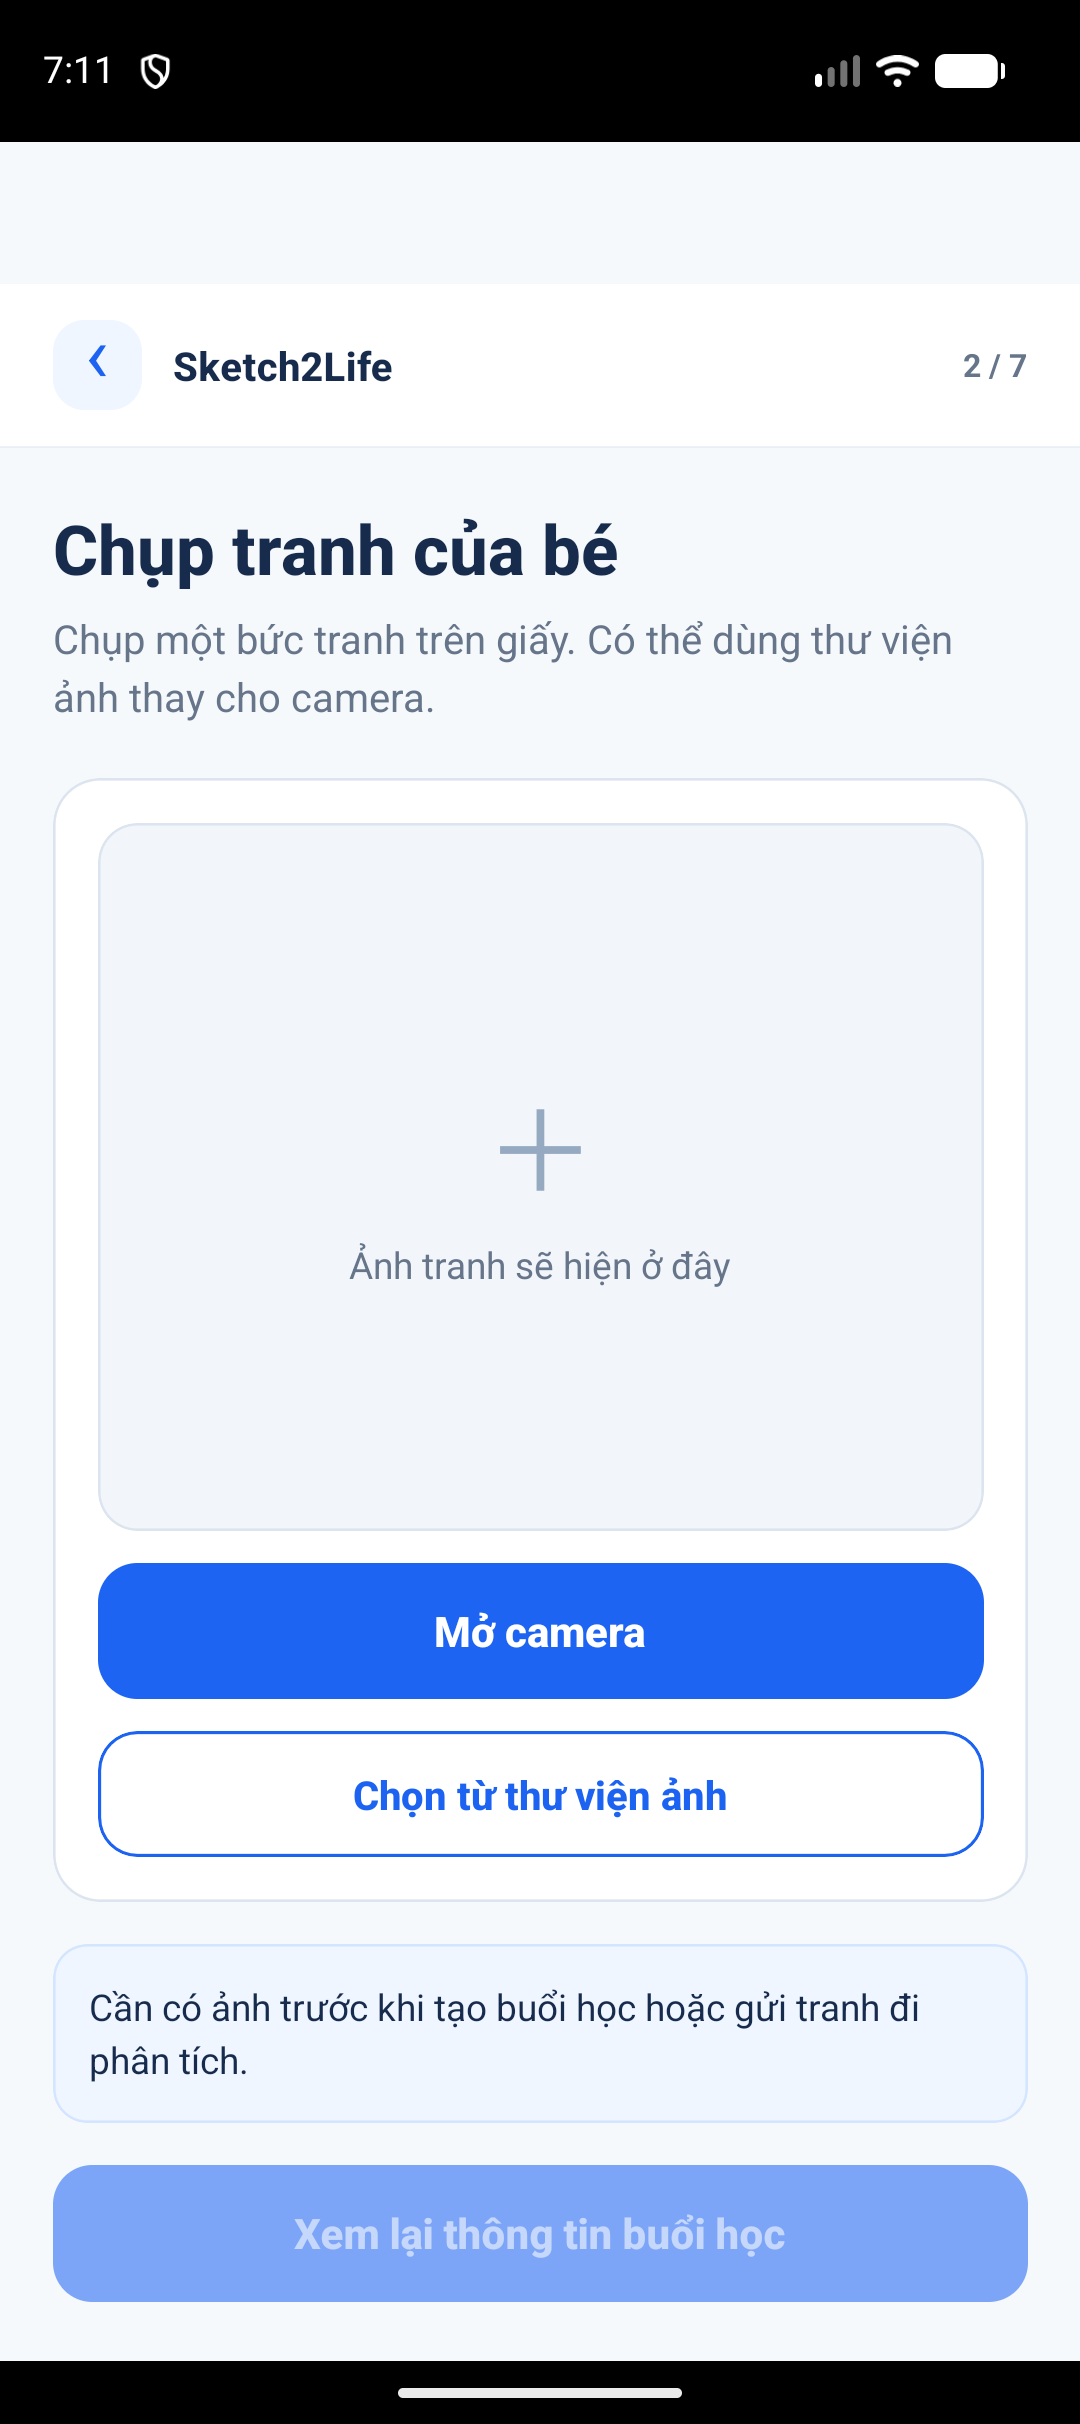 7:11
Sketch2Life
2 / 7
Chụp tranh của bé
Chụp một bức tranh trên giấy. Có thể dùng thư viện
ảnh thay cho camera.
Ảnh tranh sẽ hiện ở đây
Mở camera
Chọn từ thư viện ảnh
Cần có ảnh trước khi tạo buổi học hoặc gửi tranh đi
phân tích.
Xem lại thông tin buổi học